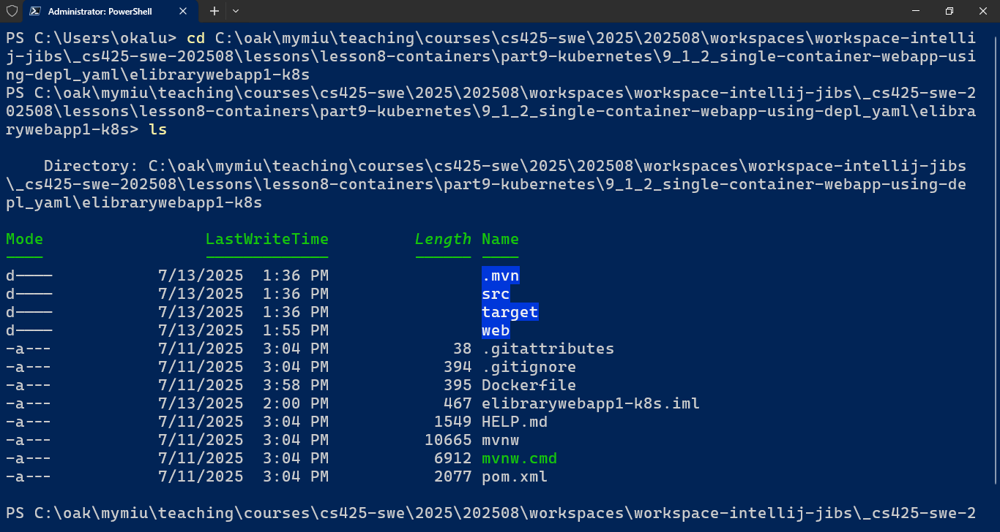 Administrator: PowerShell
PS C:\Users\okalu> cd C:\oak\mymiu\teaching\courses\cs425-swe\2025\202508\workspaces\workspace-intelli
j-jibs\_cs425-swe-202508\lessons\lesson8-containers\part9-kubernetes\9_1_2_single-container-webapp-usi
ng-depl_yaml\elibrarywebapp1-k8s
PS C:\oak\mymiu\teaching\courses\cs425-swe\2025\202508\workspaces\workspace-intellij-jibs\_cs425-swe-2
02508\lessons\lesson8-containers\part9-kubernetes\9_1_2_single-container-webapp-using-depl_yaml\elibra
rywebapp1-k8s> ls
Directory: C:\oak\mymiu\teaching\courses\cs425-swe\2025\202508\workspaces\workspace-intellij-jibs
\_cs425-swe-202508\lessons\lesson8-containers\part9-kubernetes\9_1_2_single-container-webapp-using-de
pl_yaml\elibrarywebapp1-k8s
Mode LastWriteTime Length Name
---- ------------- ------ ----
d---- 7/13/2025 1:36 PM .mvn
d---- 7/13/2025 1:36 PM src
d---- 7/13/2025 1:36 PM target
d---- 7/13/2025 1:55 PM web
-a--- 7/11/2025 3:04 PM 38 .gitattributes
-a--- 7/11/2025 3:04 PM 394 .gitignore
-a--- 7/11/2025 3:58 PM 395 Dockerfile
-a--- 7/13/2025 2:00 PM 467 elibrarywebapp1-k8s.iml
-a--- 7/11/2025 3:04 PM 1549 HELP.md
-a--- 7/11/2025 3:04 PM 10665 mvnw
-a--- 7/11/2025 3:04 PM 6912 mvnw.cmd
-a--- 7/11/2025 3:04 PM 2077 pom.xml
PS C:\oak\mymiu\teaching\courses\cs425-swe\2025\202508\workspaces\workspace-intellij-jibs\_cs425-swe-2